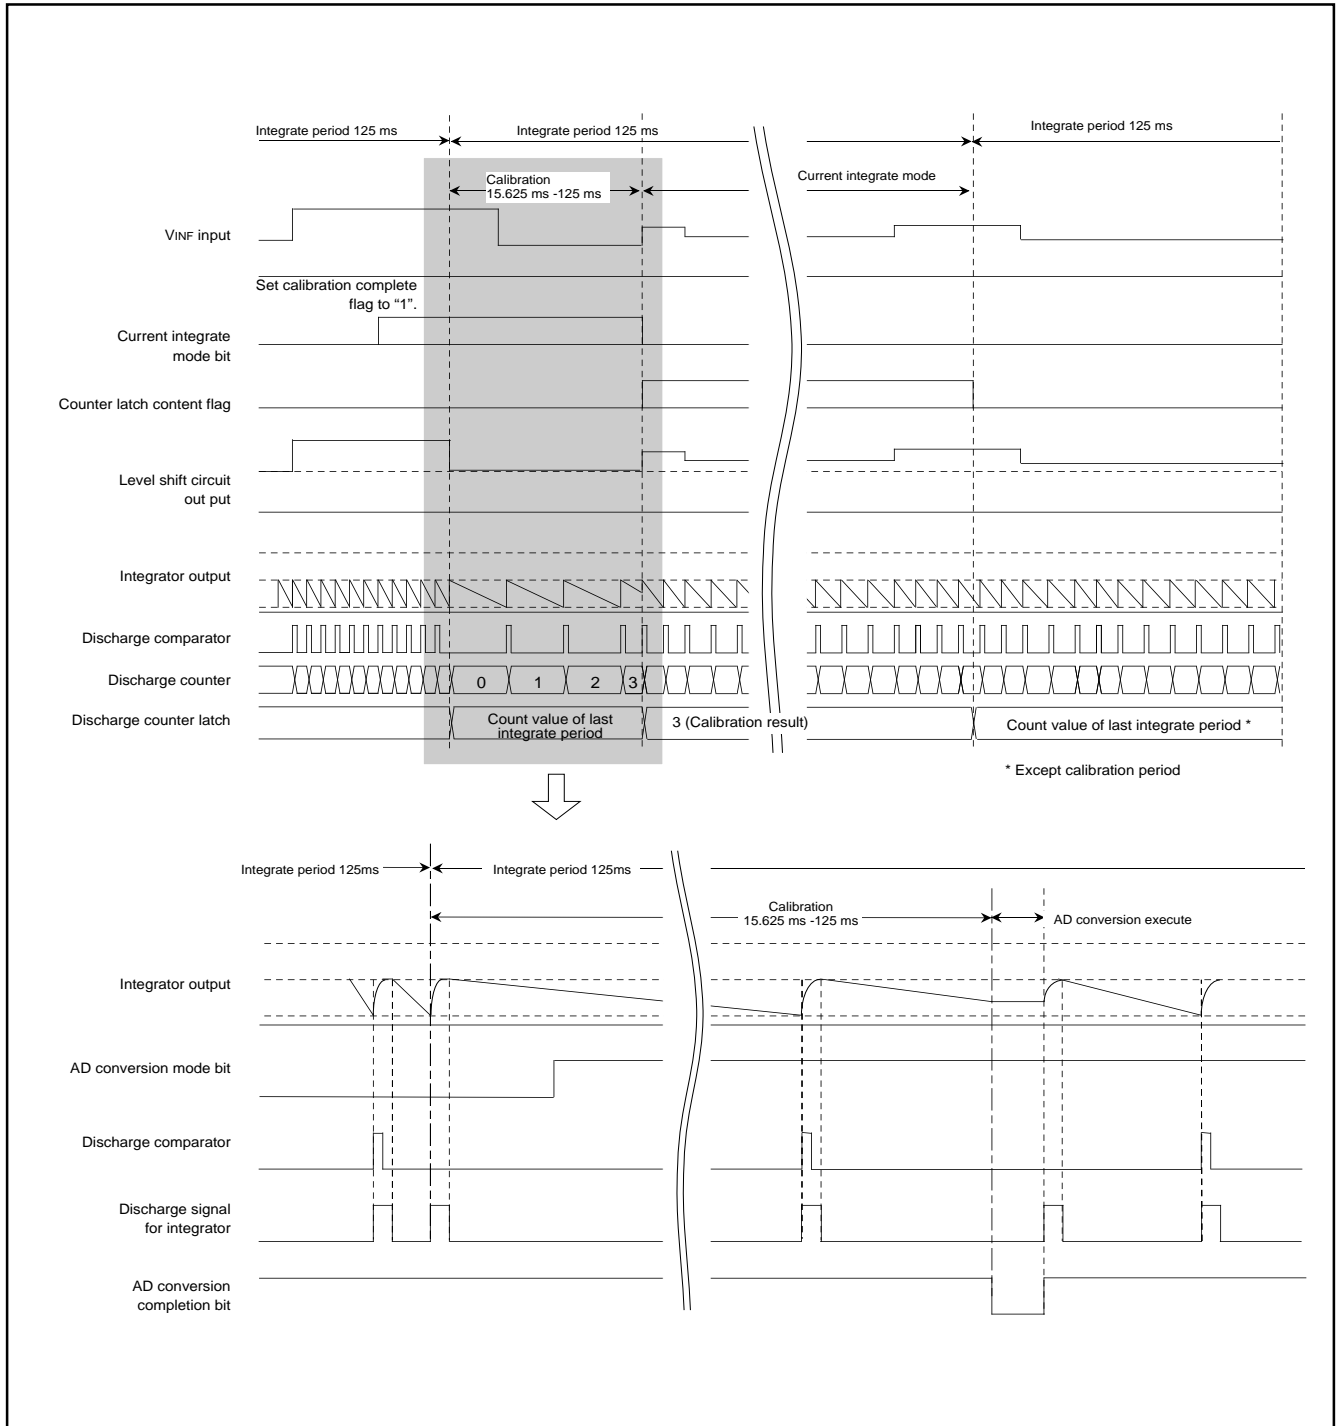 Integrate period 125 ms
Integrate period 125 ms
Integrate period 125 ms
Calibration
15.625 ms -125 ms
Current integrate mode
VINF input
Set calibration complete
flag to “1”.
Current integrate
mode bit
Counter latch content flag
Level shift circuit
out put
Integrator output
Discharge comparator
Discharge counter
0
1
2
3
Discharge counter latch
Count value of last
integrate period
3 (Calibration result)
Count value of last integrate period *
* Except calibration period
Integrate period 125ms
Integrate period 125ms
Calibration
15.625 ms -125 ms
AD conversion execute
Integrator output
AD conversion mode bit
Discharge comparator
Discharge signal
for integrator
AD conversion
completion bit